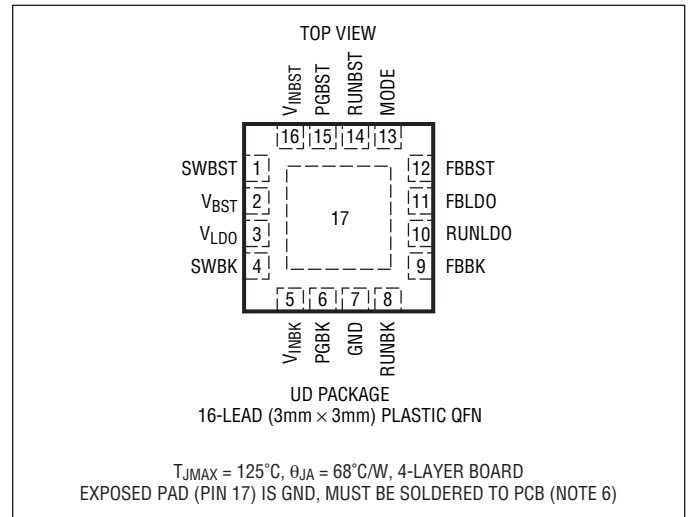 TOP VIEW
VINBST
PGBST
RUNBST
MODE
16 15 14 13
SWBST 1
VBST 2
VLDO 3
SWBK 4
17
12 FBBST
11 FBLDO
10 RUNLDO
9 FBBK
5 6 7 8
VINBK
PGBK
GND
RUNBK
UD PACKAGE
16-LEAD (3mm × 3mm) PLASTIC QFN
TJMAX = 125°C, θJA = 68°C/W, 4-LAYER BOARD
EXPOSED PAD (PIN 17) IS GND, MUST BE SOLDERED TO PCB (NOTE 6)